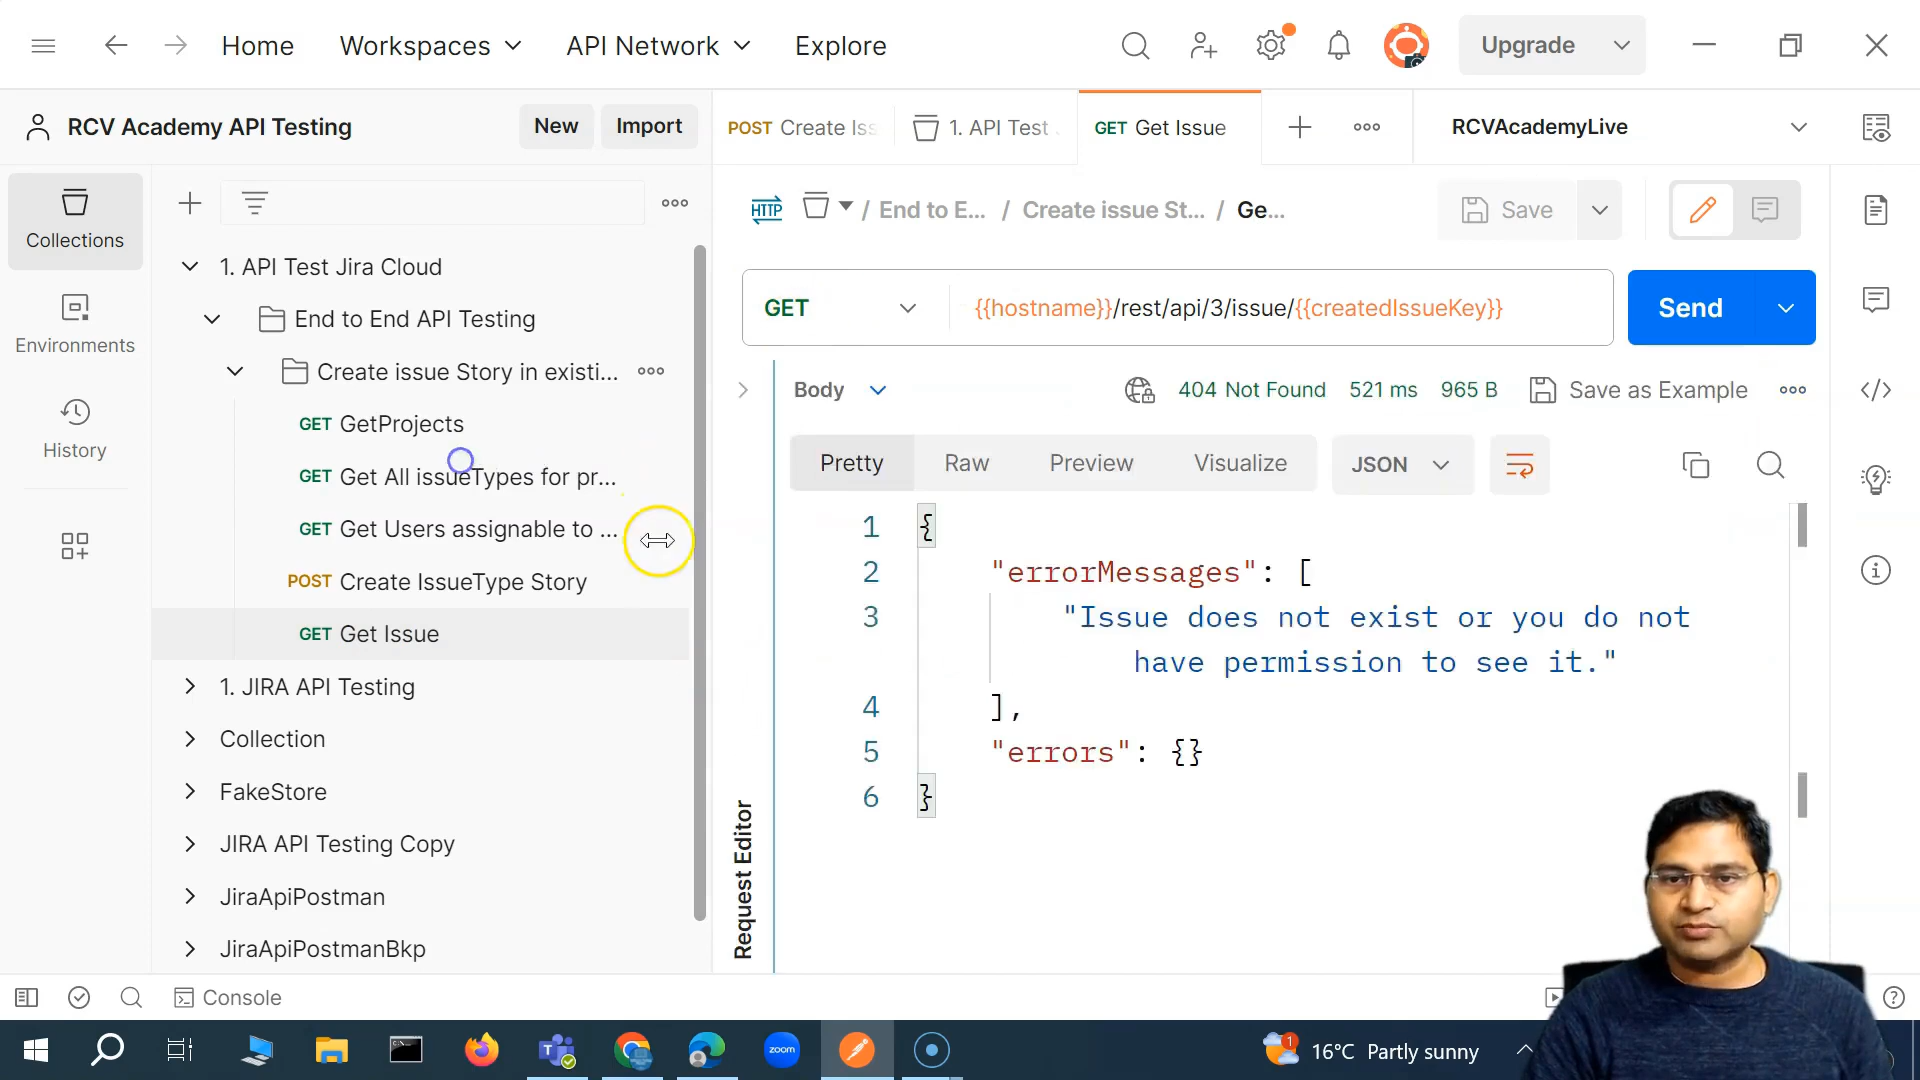 Home
Workspaces
API Network
Explore
Upgrade
RCV Academy API Testing
New
Import
POST Create Iss
1. API Test
GET Get Issue
RCVAcademyLive
Collections
Environments
History
1. API Test Jira Cloud
End to End API Testing
Create issue Story in existi...
GET GetProjects
GET Get All issueTypes for pr...
GET Get Users assignable to ...
POST Create IssueType Story
GET Get Issue
1. JIRA API Testing
Collection
FakeStore
JIRA API Testing Copy
JiraApiPostman
JiraApiPostmanBkp
HTTP
/ End to E... / Create issue St... / Ge...
Save
GET
{{hostname}}/rest/api/3/issue/{{createdIssueKey}}
Send
Body
404 Not Found 521 ms 965 B
Save as Example
Pretty
Raw
Preview
Visualize
JSON
1 {
2 "errorMessages": [
3 "Issue does not exist or you do not
have permission to see it."
4 ],
5 "errors": {}
6 }
Request Editor
Console
zoom
1
16°C Partly sunny